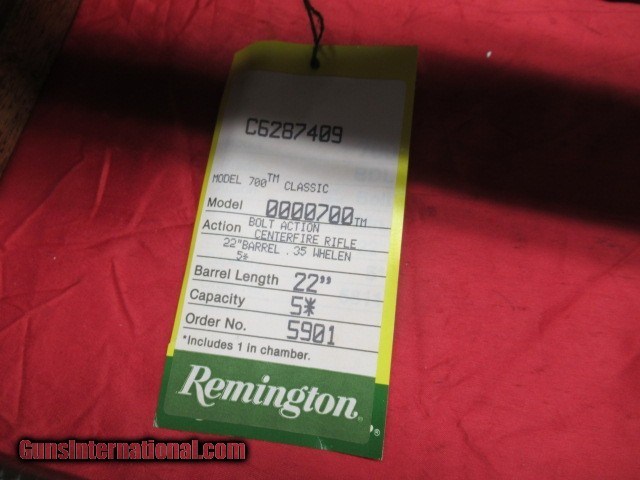 C6287409
MODEL 700™ CLASSIC
Model 0000700™
Action BOLT ACTION
CENTERFIRE RIFLE
22"BARREL .35 WHELEN
5*
Barrel Length 22"
Capacity 5*
Order No. 5901
*Includes 1 in chamber.
Remington®
P®
GunsInternational.com